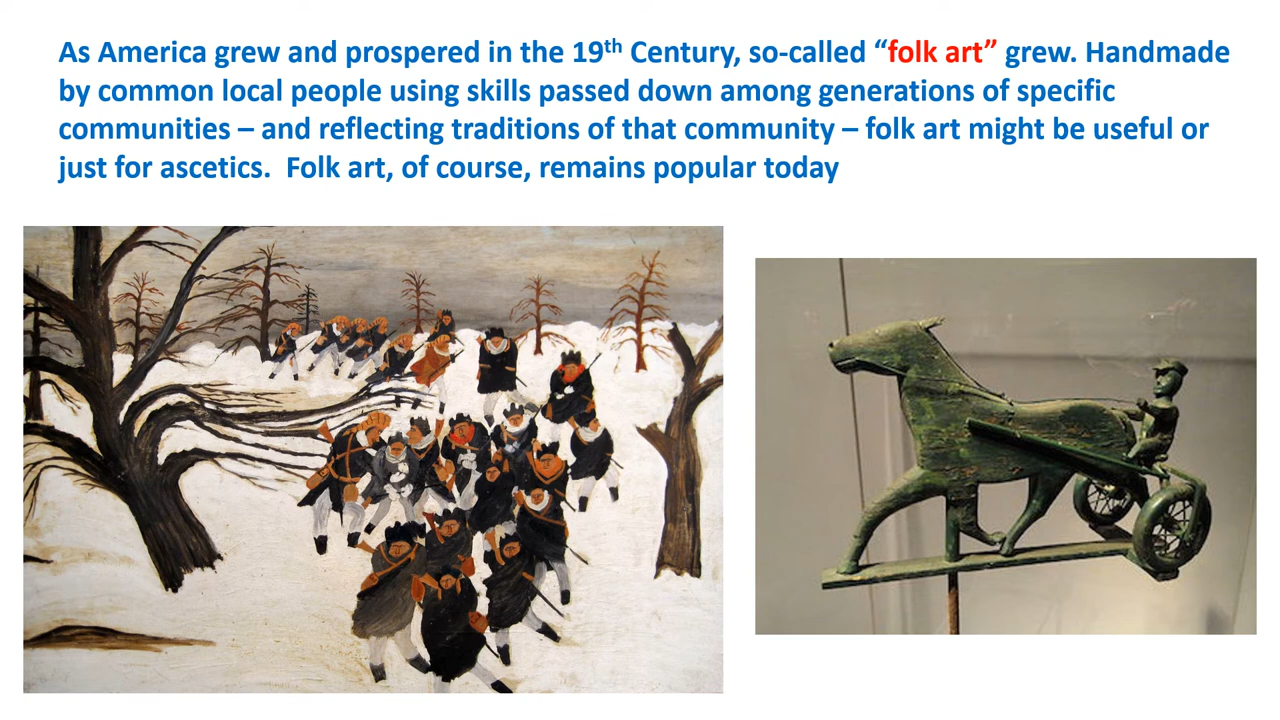 As America grew and prospered in the 19th Century, so-called “folk art” grew. Handmade
by common local people using skills passed down among generations of specific
communities – and reflecting traditions of that community – folk art might be useful or
just for ascetics.  Folk art, of course, remains popular today